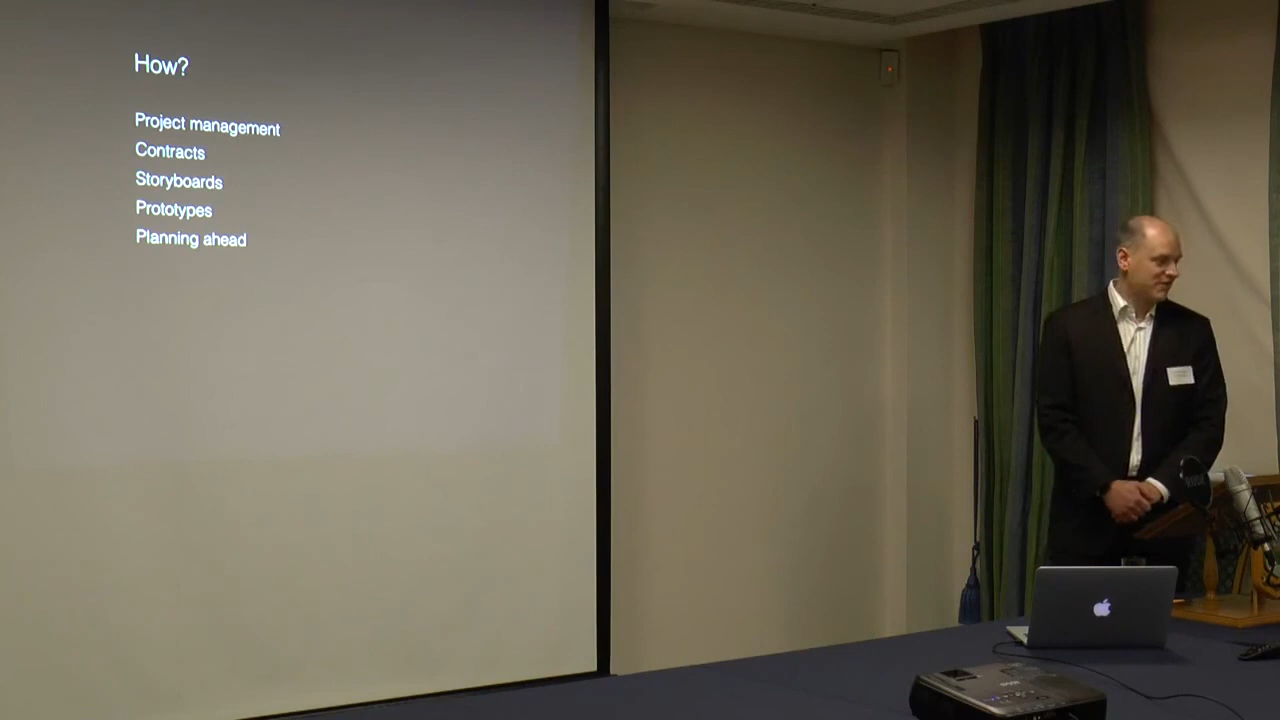 How?
Project management
Contracts
Storyboards
Prototypes
Planning ahead